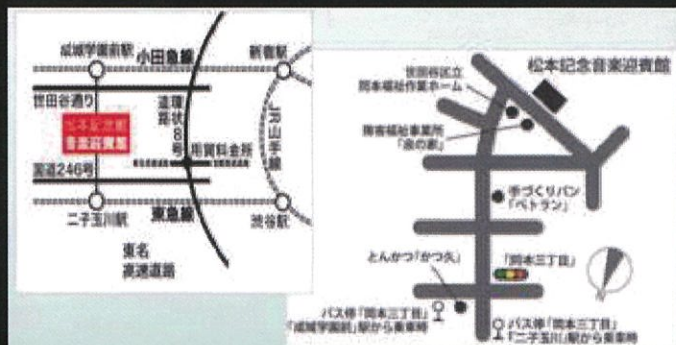 成城学園前駅
小田急線
新宿駅
世田谷通り
環状8号
道路
JR山手線
松本記念館
音楽迎賓館
用賀料金所
国道246号
二子玉川駅
東急線
渋谷駅
東名
高速道路
松本記念音楽迎賓館
世田谷区立
岡本福祉作業ホーム
障害福祉事業所
「泉の家」
手づくりパン
「ベトラン」
とんかつ「かつ久」
「岡本三丁目」
バス停「岡本三丁目」
「成城学園前」駅から乗車時
バス停「岡本三丁目」
「二子玉川」駅から乗車時
N